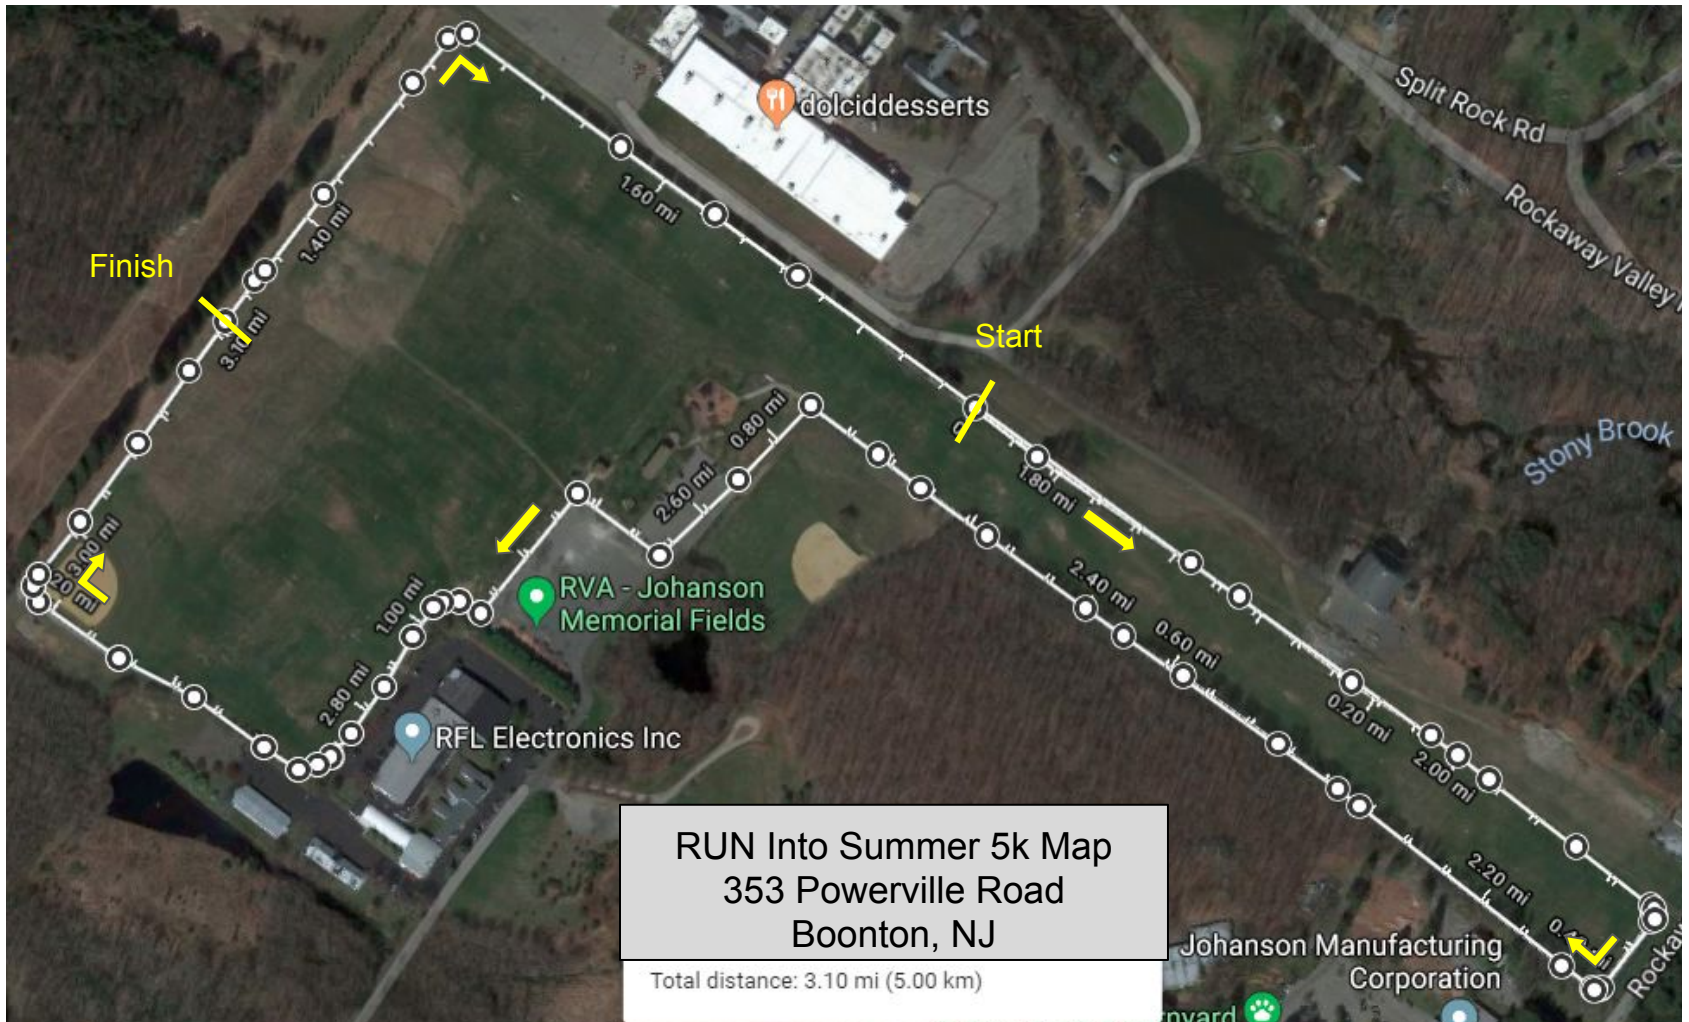 dolciddesserts
Split Rock Rd
Rockaway Valley
1.60 mi
1.40 mi
Finish
3.10 mi
Start
Stony Brook
0.80 mi
2.60 mi
1.80 mi
3.00 mi
20 mi
RVA - Johanson
Memorial Fields
1.00 mi
2.40 mi
0.60 mi
0.20 mi
2.80 mi
RFL Electronics Inc
2.00 mi
2.20 mi
RUN Into Summer 5k Map
353 Powerville Road
Boonton, NJ
Total distance: 3.10 mi (5.00 km)
Johanson Manufacturing
Corporation